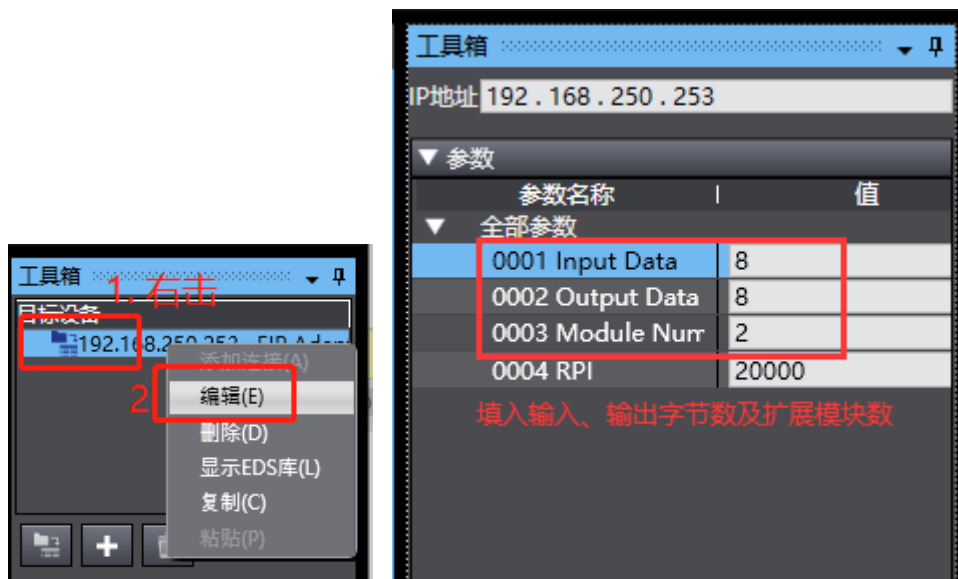 工具箱
1. 右击
目标设备
192.168.250.253 EIP Adap
添加连接(A)
2
编辑(E)
删除(D)
显示EDS库(L)
复制(C)
粘贴(P)
工具箱
IP地址 192 . 168 . 250 . 253
参数
参数名称 值
全部参数
0001 Input Data 8
0002 Output Data 8
0003 Module Num 2
0004 RPI 20000
填入输入、输出字节数及扩展模块数